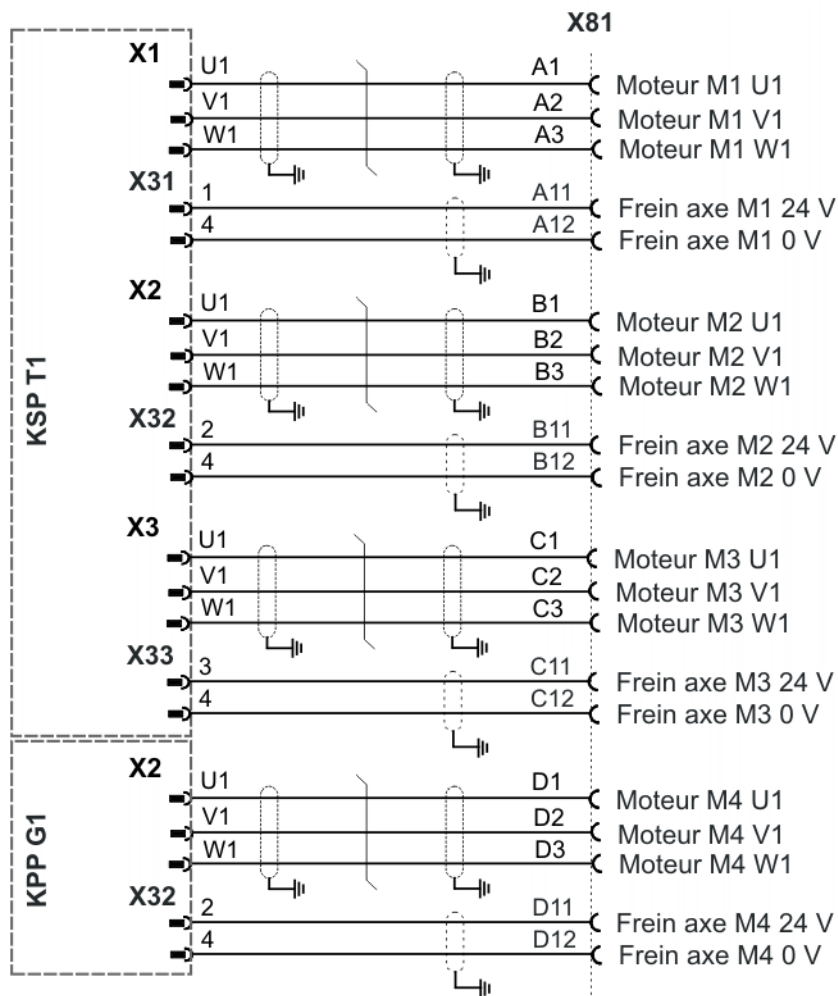 X81
X1
U1 A1 Moteur M1 U1
V1 A2 Moteur M1 V1
W1 A3 Moteur M1 W1
X31
1 A11 Frein axe M1 24 V
4 A12 Frein axe M1 0 V
X2
U1 B1 Moteur M2 U1
V1 B2 Moteur M2 V1
W1 B3 Moteur M2 W1
KSP T1
X32
2 B11 Frein axe M2 24 V
4 B12 Frein axe M2 0 V
X3
U1 C1 Moteur M3 U1
V1 C2 Moteur M3 V1
W1 C3 Moteur M3 W1
X33
3 C11 Frein axe M3 24 V
4 C12 Frein axe M3 0 V
X2
U1 D1 Moteur M4 U1
V1 D2 Moteur M4 V1
W1 D3 Moteur M4 W1
KPP G1
X32
2 D11 Frein axe M4 24 V
4 D12 Frein axe M4 0 V